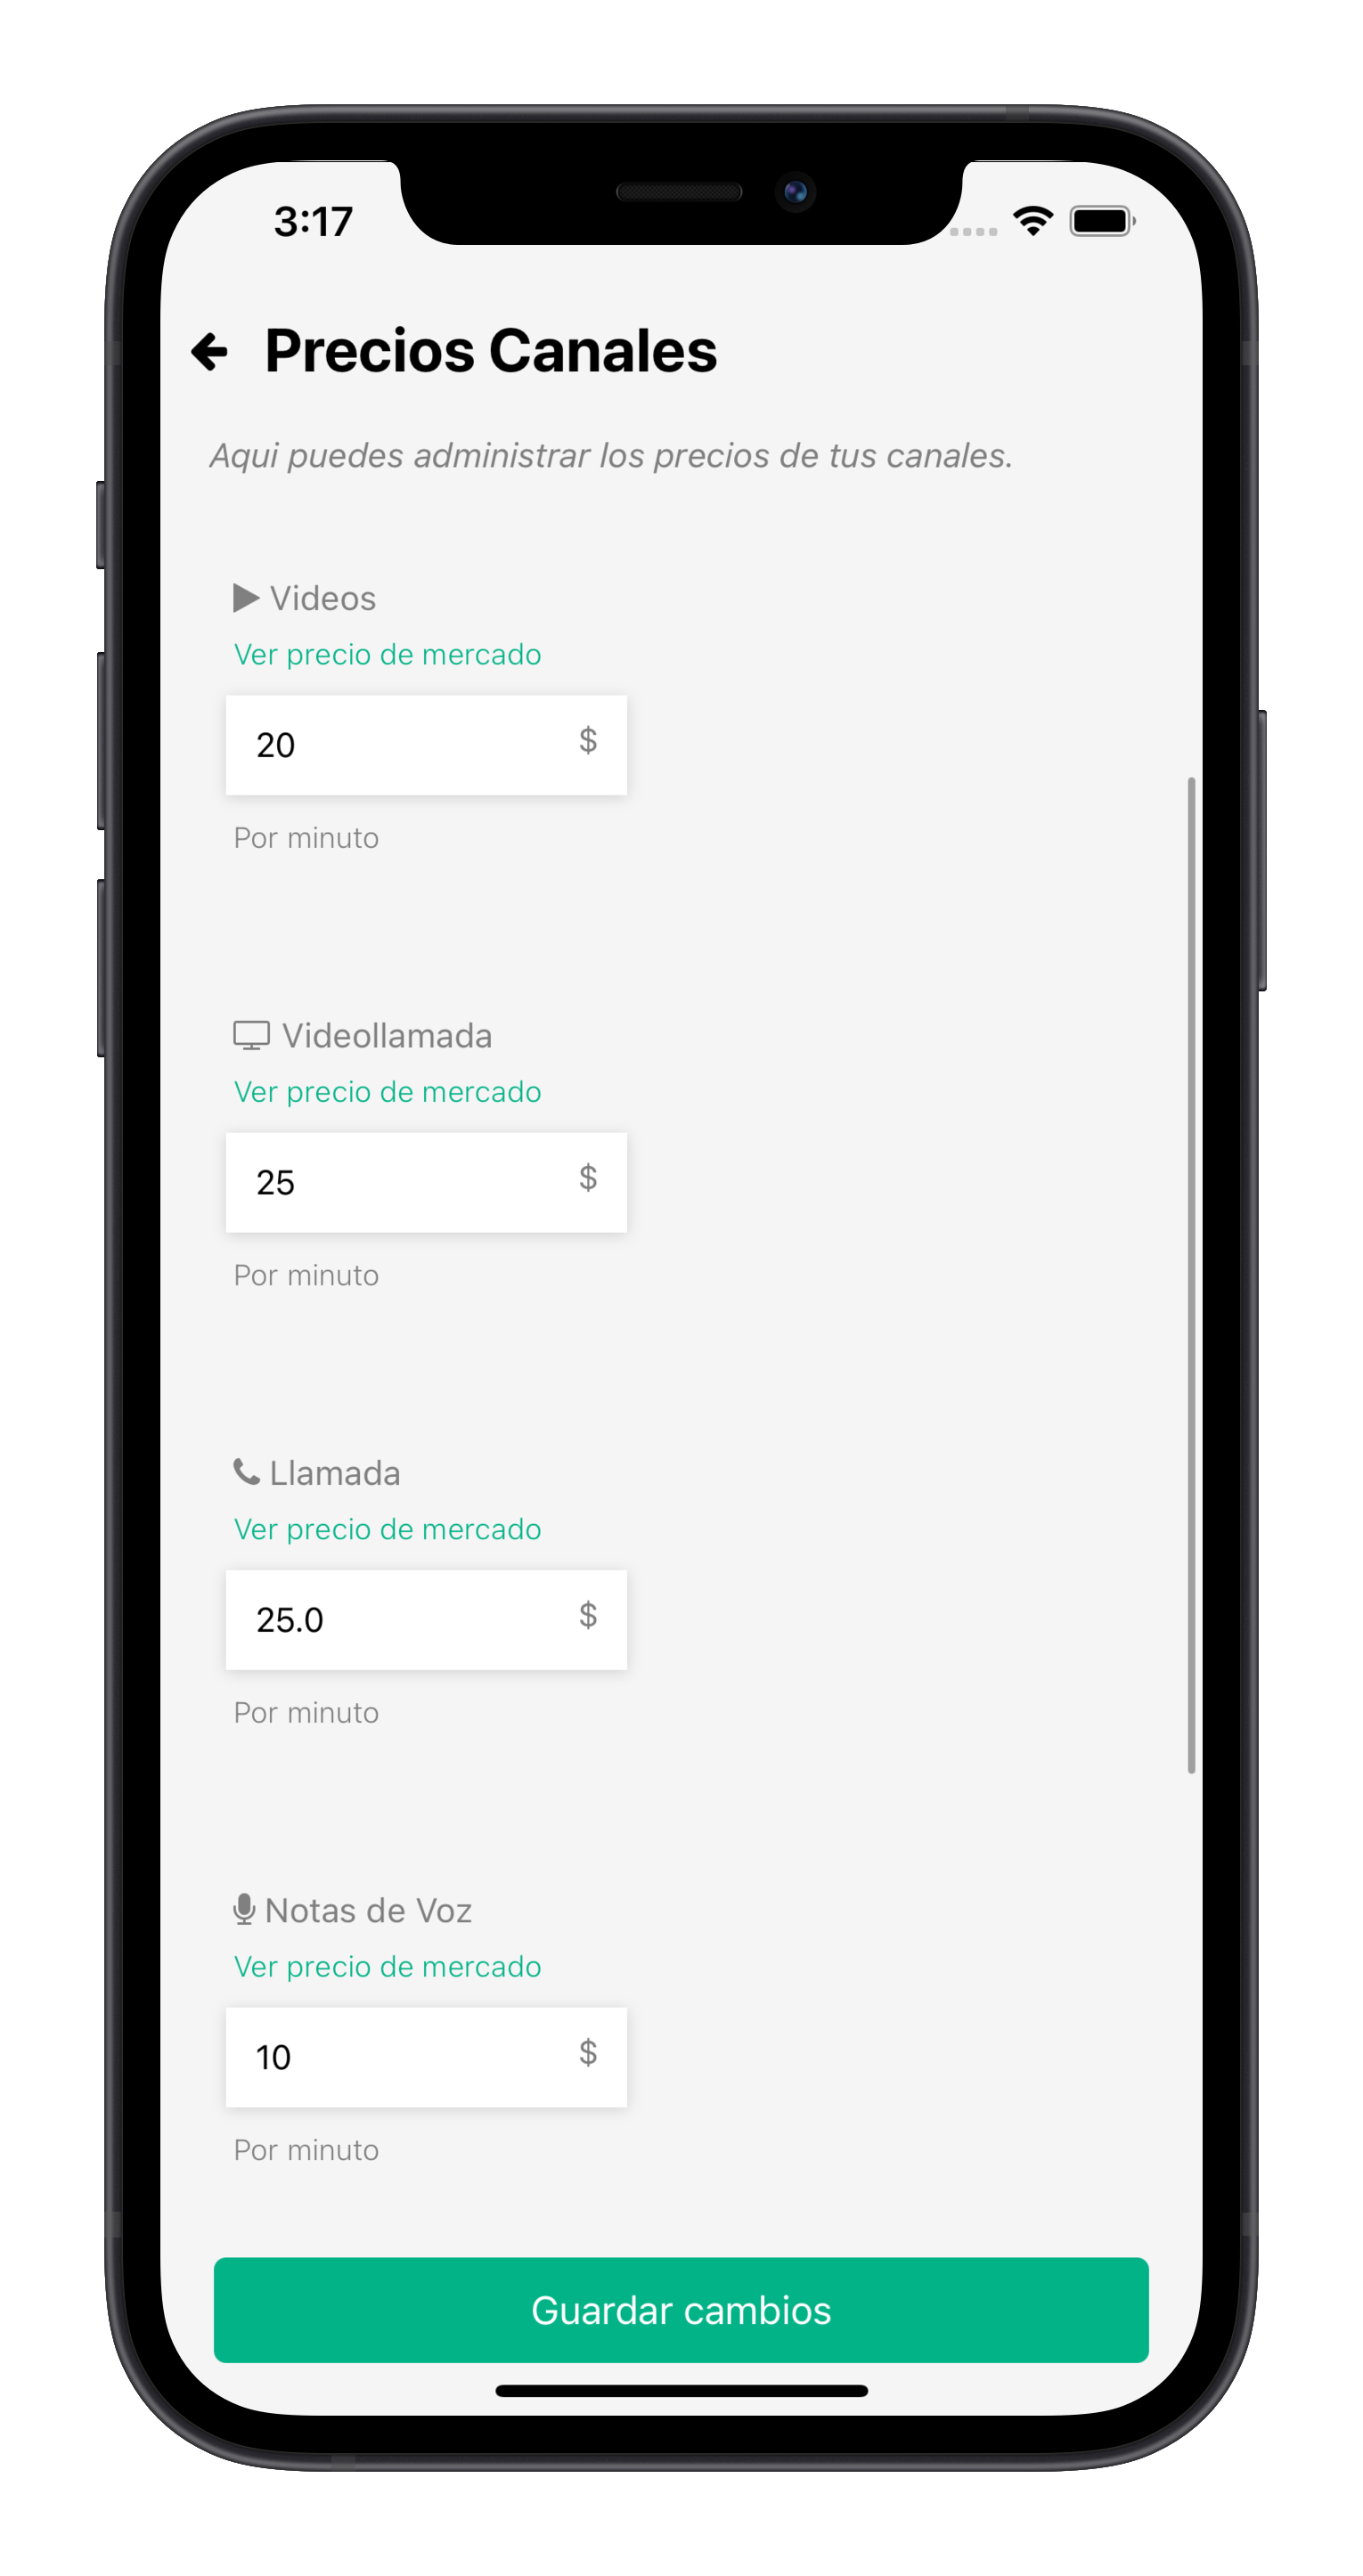 3:17
Precios Canales
Aqui puedes administrar los precios de tus canales.
Videos
Ver precio de mercado
20 $
Por minuto
Videollamada
Ver precio de mercado
25 $
Por minuto
Llamada
Ver precio de mercado
25.0 $
Por minuto
Notas de Voz
Ver precio de mercado
10 $
Por minuto
Guardar cambios